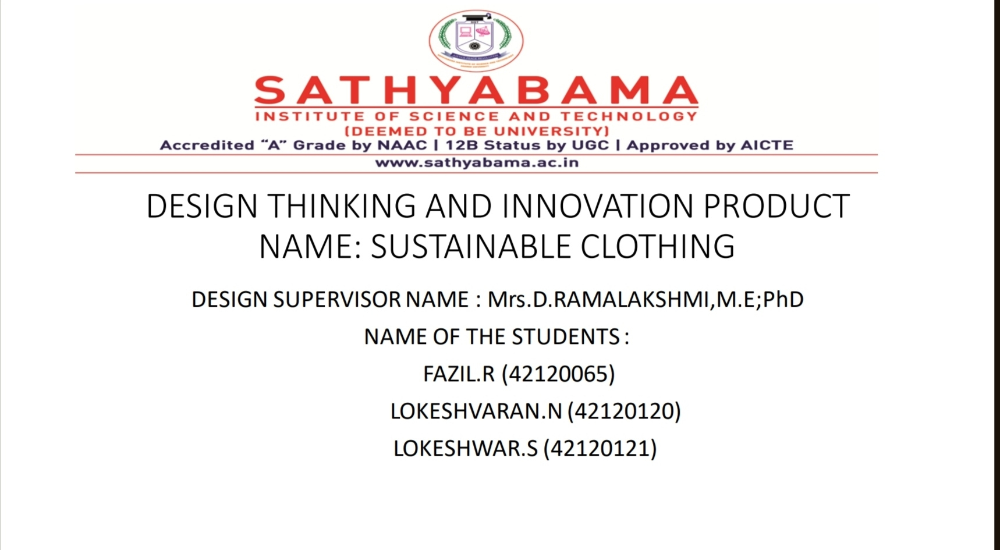 SIST
SATHYABAMA
INSTITUTE OF SCIENCE AND TECHNOLOGY
(DEEMED TO BE UNIVERSITY)
Accredited “A” Grade by NAAC | 12B Status by UGC | Approved by AICTE
www.sathyabama.ac.in
DESIGN THINKING AND INNOVATION PRODUCT
NAME: SUSTAINABLE CLOTHING
DESIGN SUPERVISOR NAME : Mrs.D.RAMALAKSHMI,M.E;PhD
NAME OF THE STUDENTS :
FAZIL.R (42120065)
LOKESHVARAN.N (42120120)
LOKESHWAR.S (42120121)